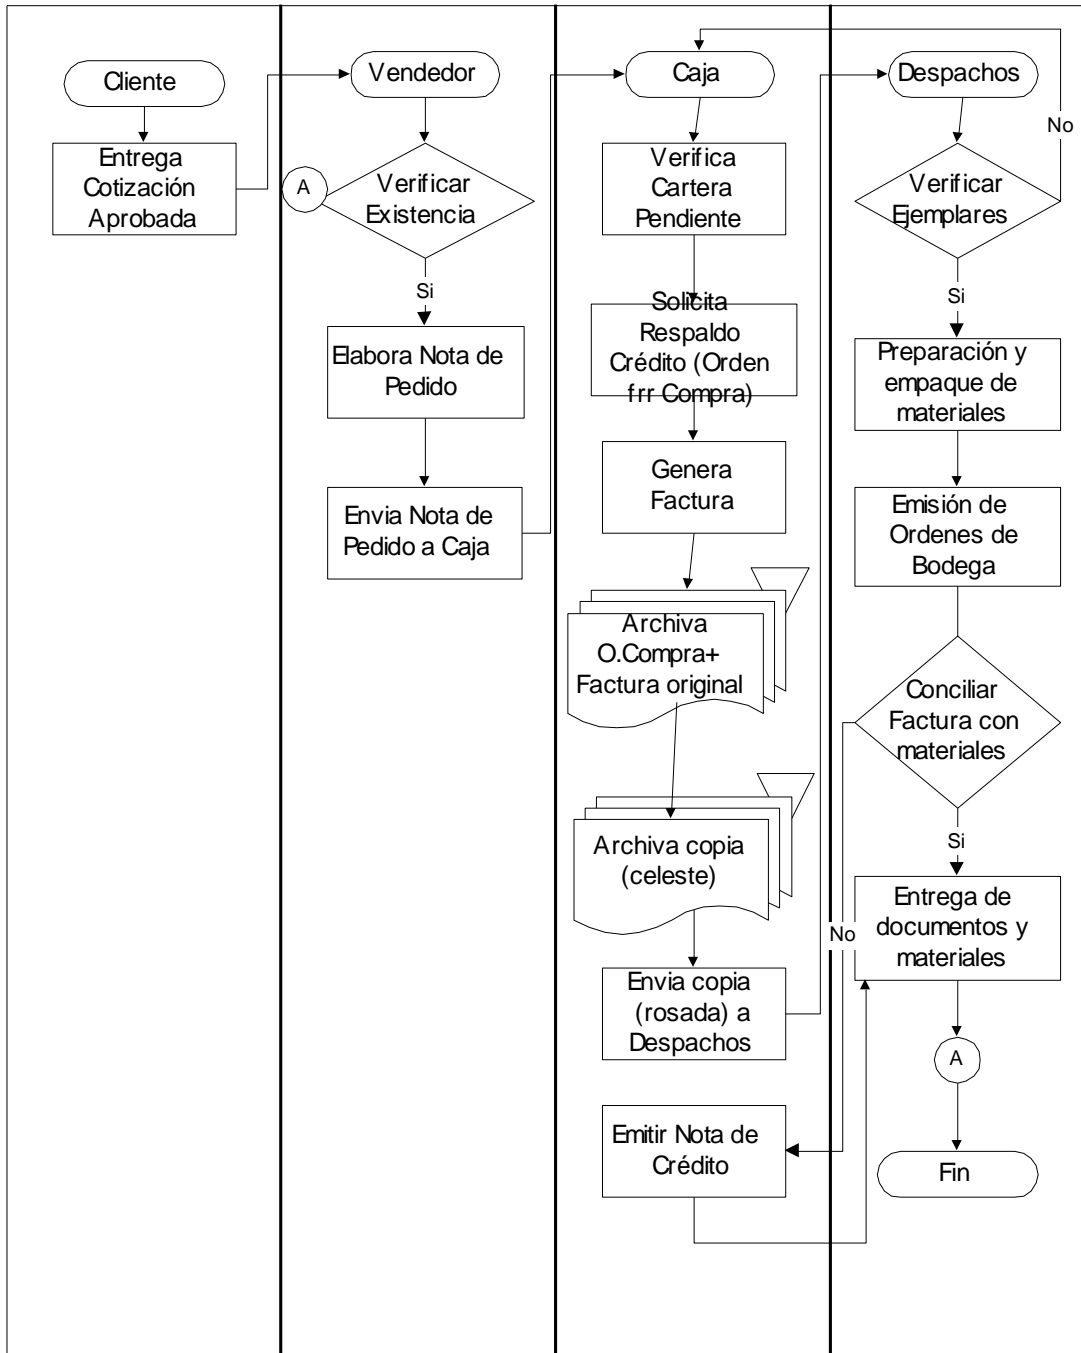 Cliente
Entrega
Cotización
Aprobada
Vendedor
A
Verificar
Existencia
Si
Elabora Nota de
Pedido
Envia Nota de
Pedido a Caja
Caja
Verifica
Cartera
Pendiente
Solicita
Respaldo
Crédito (Orden
frr Compra)
Genera
Factura
Archiva
O.Compra+
Factura original
Archiva copia
(celeste)
Envia copia
(rosada) a
Despachos
Emitir Nota de
Crédito
Despachos
No
Verificar
Ejemplares
Si
Preparación y
empaque de
materiales
Emisión de
Ordenes de
Bodega
Conciliar
Factura con
materiales
Si
No
Entrega de
documentos y
materiales
A
Fin